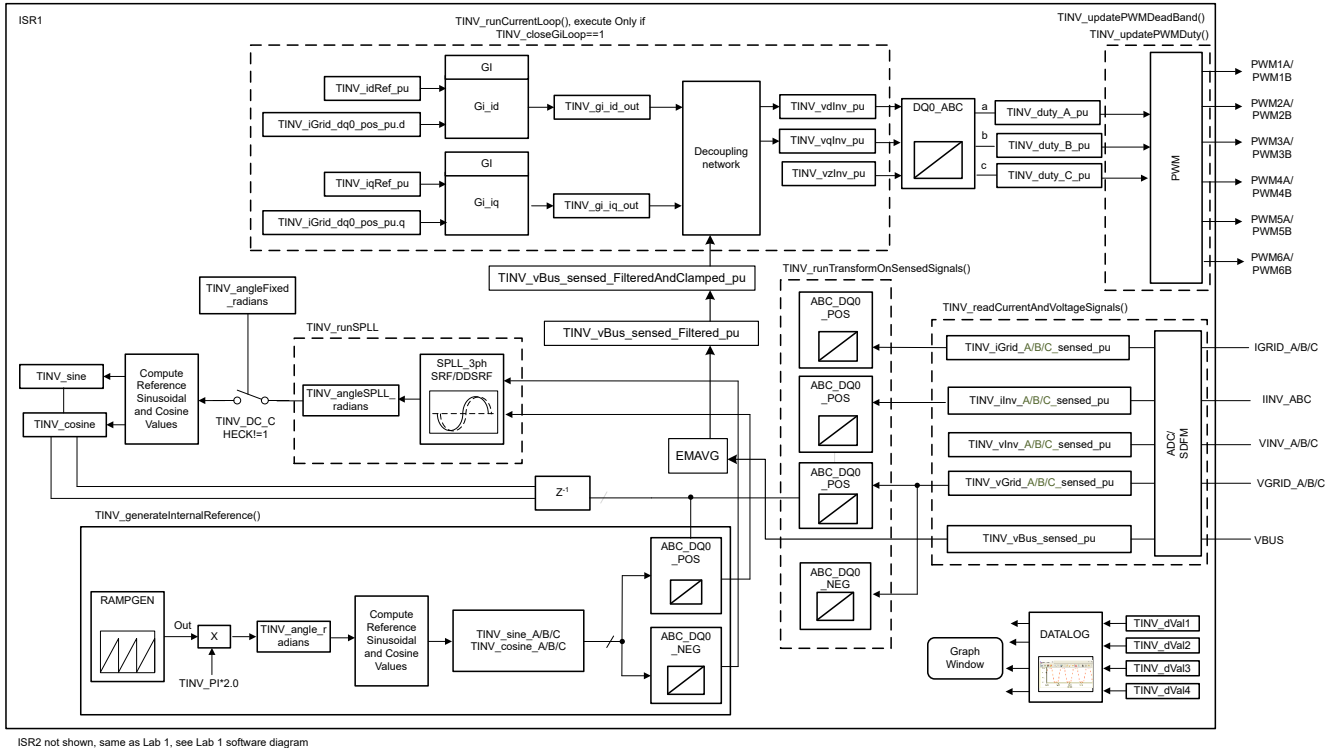 ISR1
TINV_runCurrentLoop(), execute Only if
TINV_closeGiLoop==1
TINV_updatePWMDeadBand()
TINV_updatePWMDuty()
GI
TINV_idRef_pu
Gi_id
TINV_iGrid_dq0_pos_pu.d
TINV_gi_id_out
GI
TINV_iqRef_pu
Gi_iq
TINV_iGrid_dq0_pos_pu.q
TINV_gi_iq_out
Decoupling
network
TINV_vdInv_pu
TINV_vqInv_pu
TINV_vzInv_pu
DQ0_ABC
a
b
c
TINV_duty_A_pu
TINV_duty_B_pu
TINV_duty_C_pu
PWM
PWM1A/
PWM1B
PWM2A/
PWM2B
PWM3A/
PWM3B
PWM4A/
PWM4B
PWM5A/
PWM5B
PWM6A/
PWM6B
TINV_vBus_sensed_FilteredAndClamped_pu
TINV_vBus_sensed_Filtered_pu
TINV_runTransformOnSensedSignals()
ABC_DQ0
_POS
ABC_DQ0
_POS
ABC_DQ0
_POS
ABC_DQ0
_NEG
TINV_readCurrentAndVoltageSignals()
TINV_iGrid_A/B/C_sensed_pu
TINV_iInv_A/B/C_sensed_pu
TINV_vInv_A/B/C_sensed_pu
TINV_vGrid_A/B/C_sensed_pu
TINV_vBus_sensed_pu
ADC/
SDFM
IGRID_A/B/C
IINV_ABC
VINV_A/B/C
VGRID_A/B/C
VBUS
TINV_angleFixed
_radians
TINV_runSPLL
SPLL_3ph
SRF/DDSRF
TINV_angleSPLL_
radians
TINV_DC_C
HECK!=1
Compute
Reference
Sinusoidal
and Cosine
Values
TINV_sine
TINV_cosine
EMAVG
Z-1
TINV_generateInternalReference()
RAMPGEN
Out
X
TINV_PI*2.0
TINV_angle_r
adians
Compute
Reference
Sinusoidal
and Cosine
Values
TINV_sine_A/B/C
TINV_cosine_A/B/C
ABC_DQ0
_POS
ABC_DQ0
_NEG
Graph
Window
DATALOG
TINV_dVal1
TINV_dVal2
TINV_dVal3
TINV_dVal4
ISR2 not shown, same as Lab 1, see Lab 1 software diagram